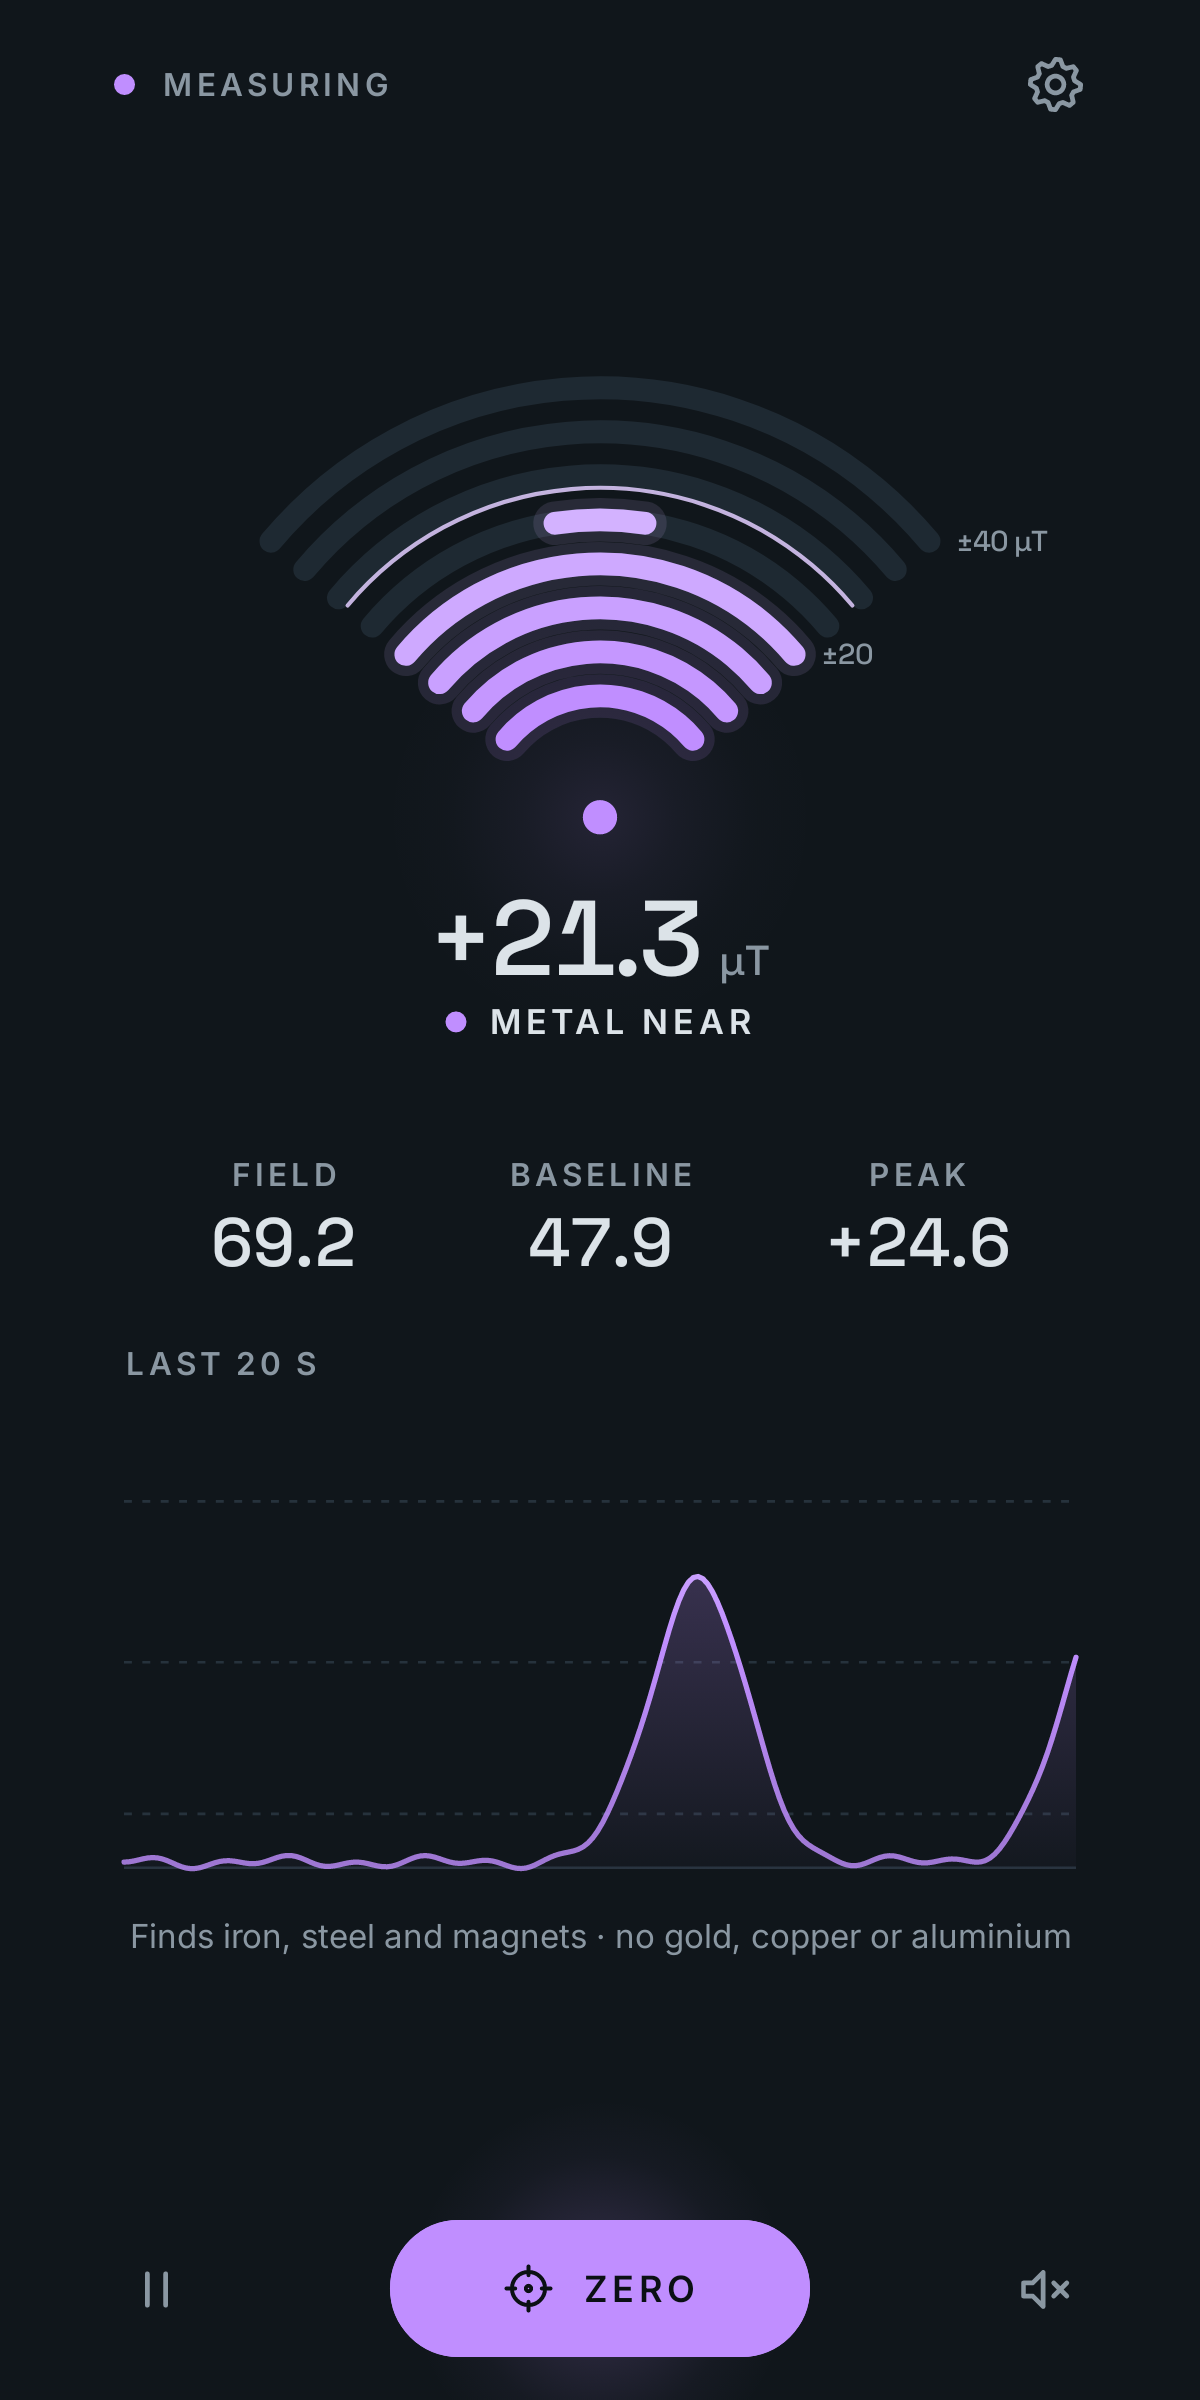 MEASURING
±40 µT
±20
+21.3 µT
METAL NEAR
FIELD BASELINE PEAK
69.2 47.9 +24.6
LAST 20 S
Finds iron, steel and magnets · no gold, copper or aluminium
ZERO